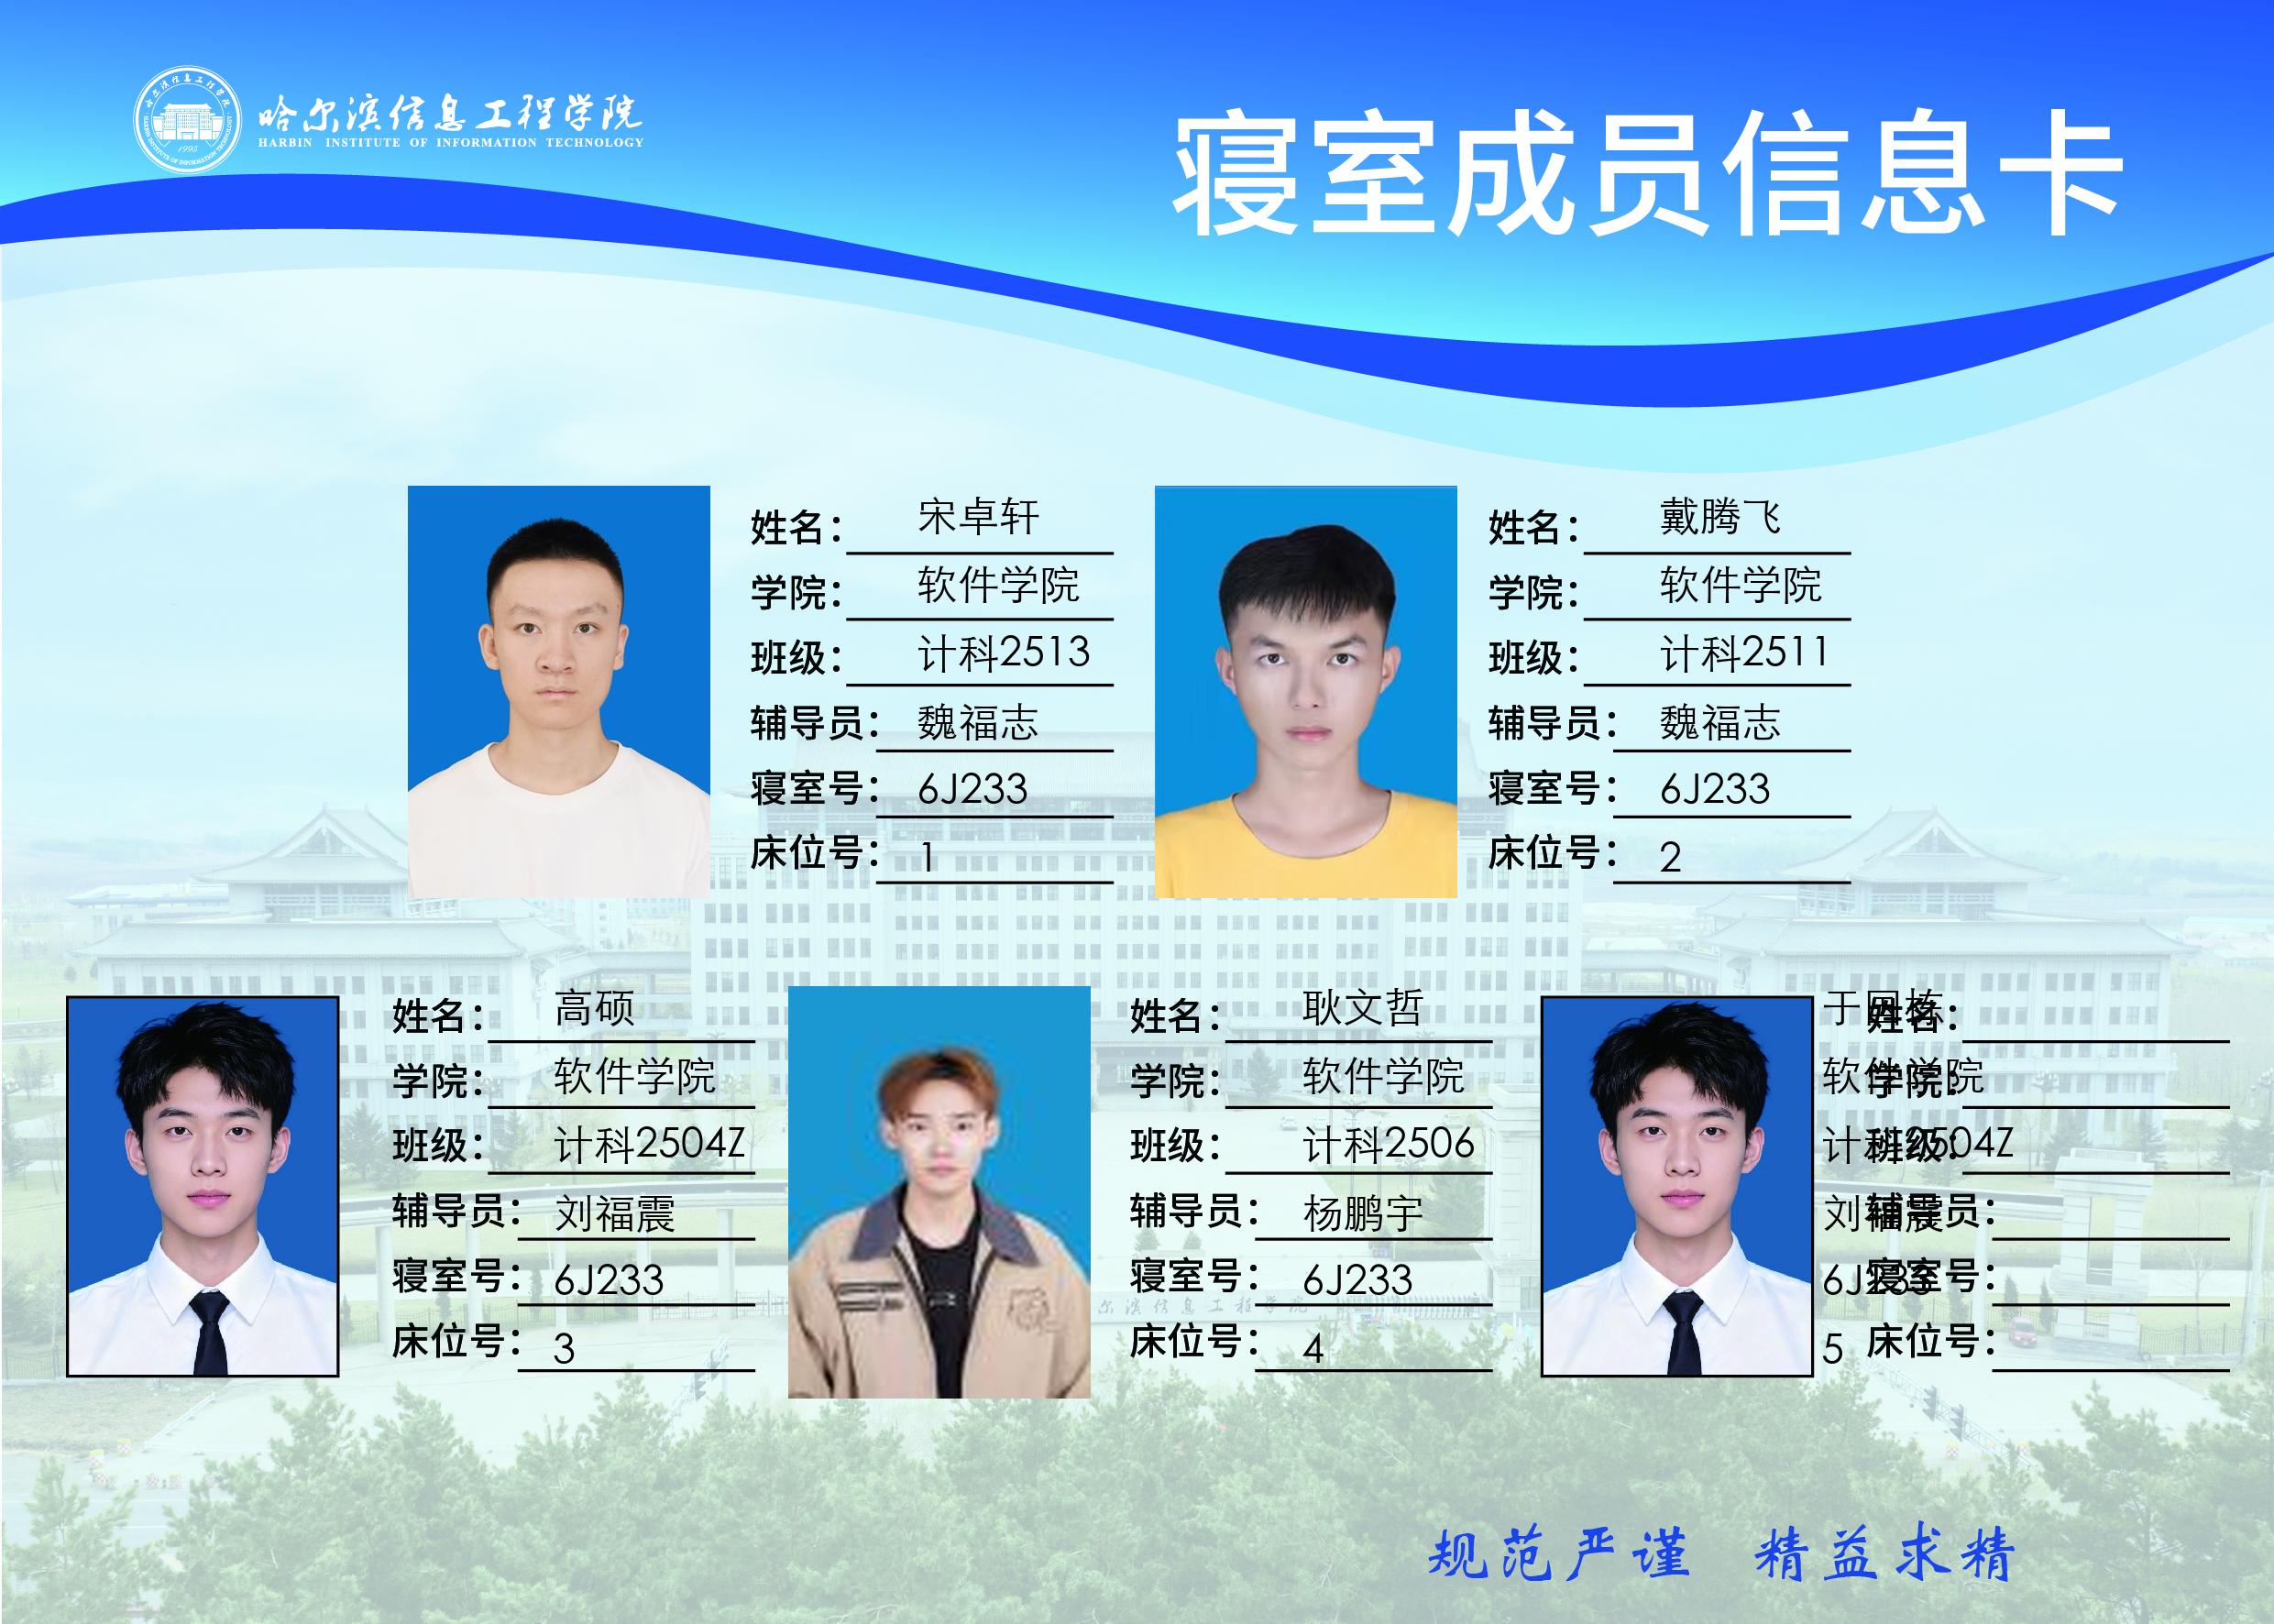 哈尔滨信息工程学院
HARBIN INSTITUTE OF INFORMATION TECHNOLOGY
1995
寝室成员信息卡
姓名： 宋卓轩
学院： 软件学院
班级： 计科2513
辅导员： 魏福志
寝室号： 6J233
床位号： 1
姓名： 戴腾飞
学院： 软件学院
班级： 计科2511
辅导员： 魏福志
寝室号： 6J233
床位号： 2
姓名： 高硕
学院： 软件学院
班级： 计科2504Z
辅导员： 刘福震
寝室号： 6J233
床位号： 3
姓名： 耿文哲
学院： 软件学院
班级： 计科2506
辅导员： 杨鹏宇
寝室号： 6J233
床位号： 4
姓名： 于
学院： 软件学院
班级： 计科2504Z
辅导员： 刘福震
寝室号： 6J233
床位号： 5
规范严谨 精益求精